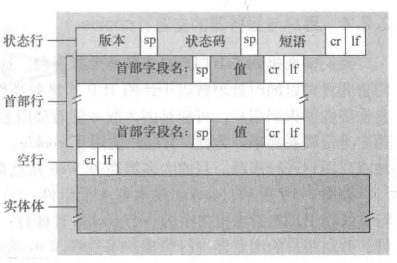 状态行 版本 sp 状态码 sp 短语 cr lf
首部字段名: sp 值 cr lf
首部行
首部字段名: sp 值 cr lf
空行 cr lf
实体体